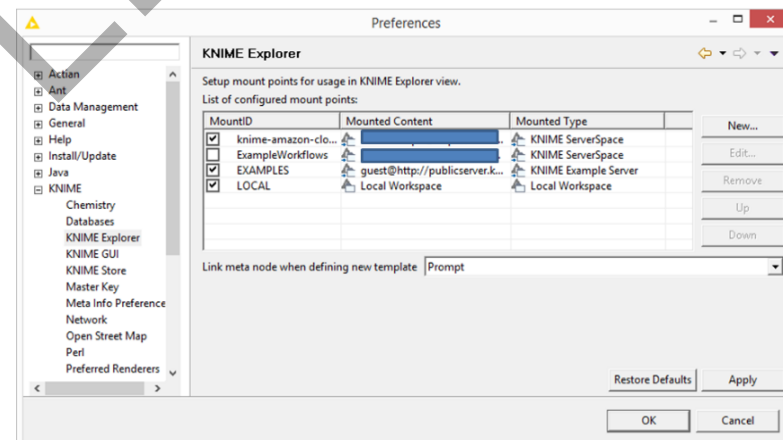 Preferences
KNIME Explorer
Setup mount points for usage in KNIME Explorer view.
List of configured mount points:
MountID Mounted Content Mounted Type
knime-amazon-clo... KNIME ServerSpace
ExampleWorkflows KNIME ServerSpace
EXAMPLES guest@http://publicserver.k... KNIME Example Server
LOCAL Local Workspace Local Workspace
New...
Edit...
Remove
Up
Down
Link meta node when defining new template Prompt
Actian
Ant
Data Management
General
Help
Install/Update
Java
KNIME
Chemistry
Databases
KNIME Explorer
KNIME GUI
KNIME Store
Master Key
Meta Info Preference
Network
Open Street Map
Perl
Preferred Renderers
Restore Defaults Apply
OK Cancel